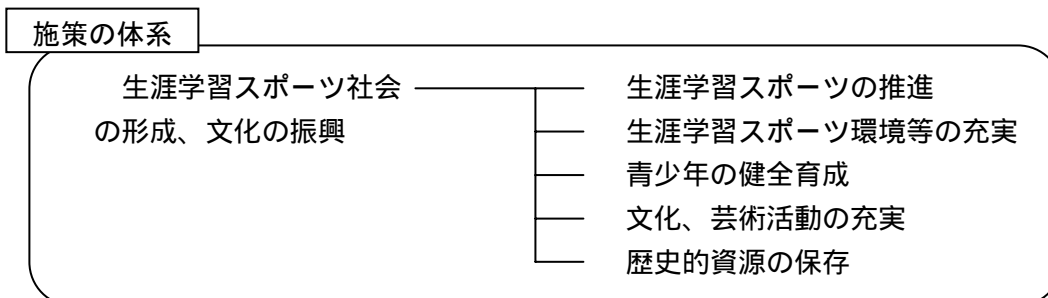 施策の体系
生涯学習スポーツ社会
の形成、文化の振興
生涯学習スポーツの推進
生涯学習スポーツ環境等の充実
青少年の健全育成
文化、芸術活動の充実
歴史的資源の保存